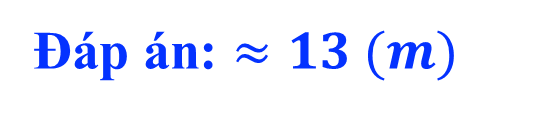 Đáp án: ≈ 13 (m)